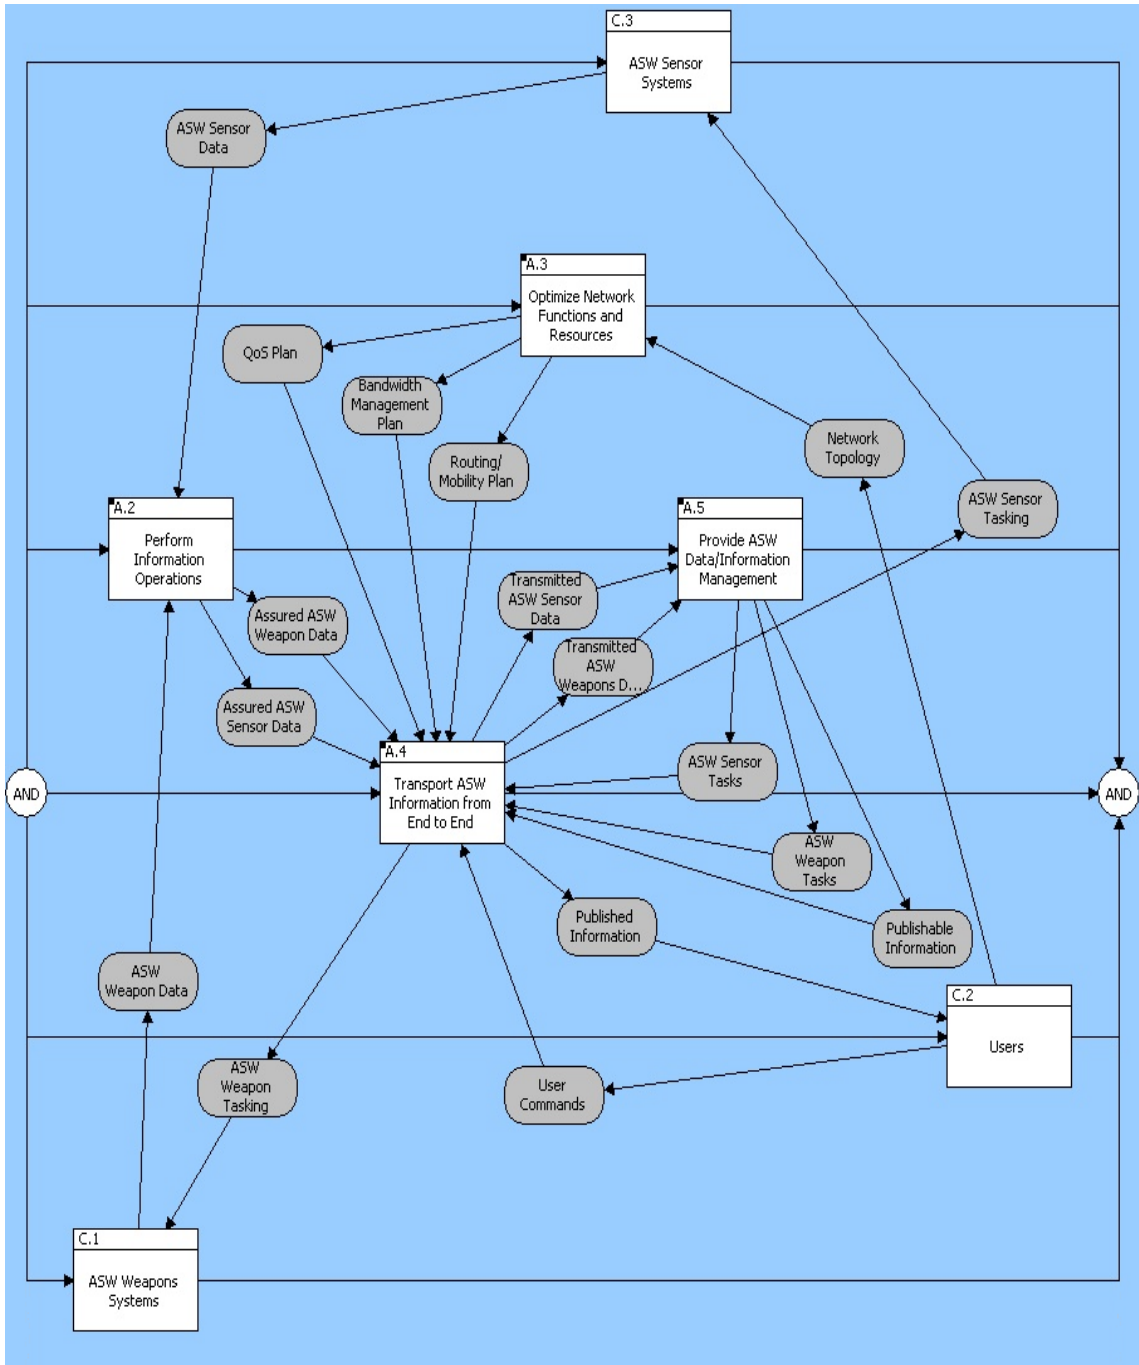 C.3
ASW Sensor
Systems
ASW Sensor
Data
A.3
Optimize Network
Functions and
Resources
QoS Plan
Bandwidth
Management
Plan
Routing/
Mobility Plan
Network
Topology
ASW Sensor
Tasking
A.2
Perform
Information
Operations
A.5
Provide ASW
Data/Information
Management
Assured ASW
Weapon Data
Transmitted
ASW Sensor
Data
Transmitted
ASW
Weapons D...
Assured ASW
Sensor Data
A.4
Transport ASW
Information from
End to End
ASW Sensor
Tasks
AND
AND
ASW
Weapon
Tasks
Published
Information
Publishable
Information
ASW
Weapon Data
C.2
Users
ASW
Weapon
Tasking
User
Commands
C.1
ASW Weapons
Systems